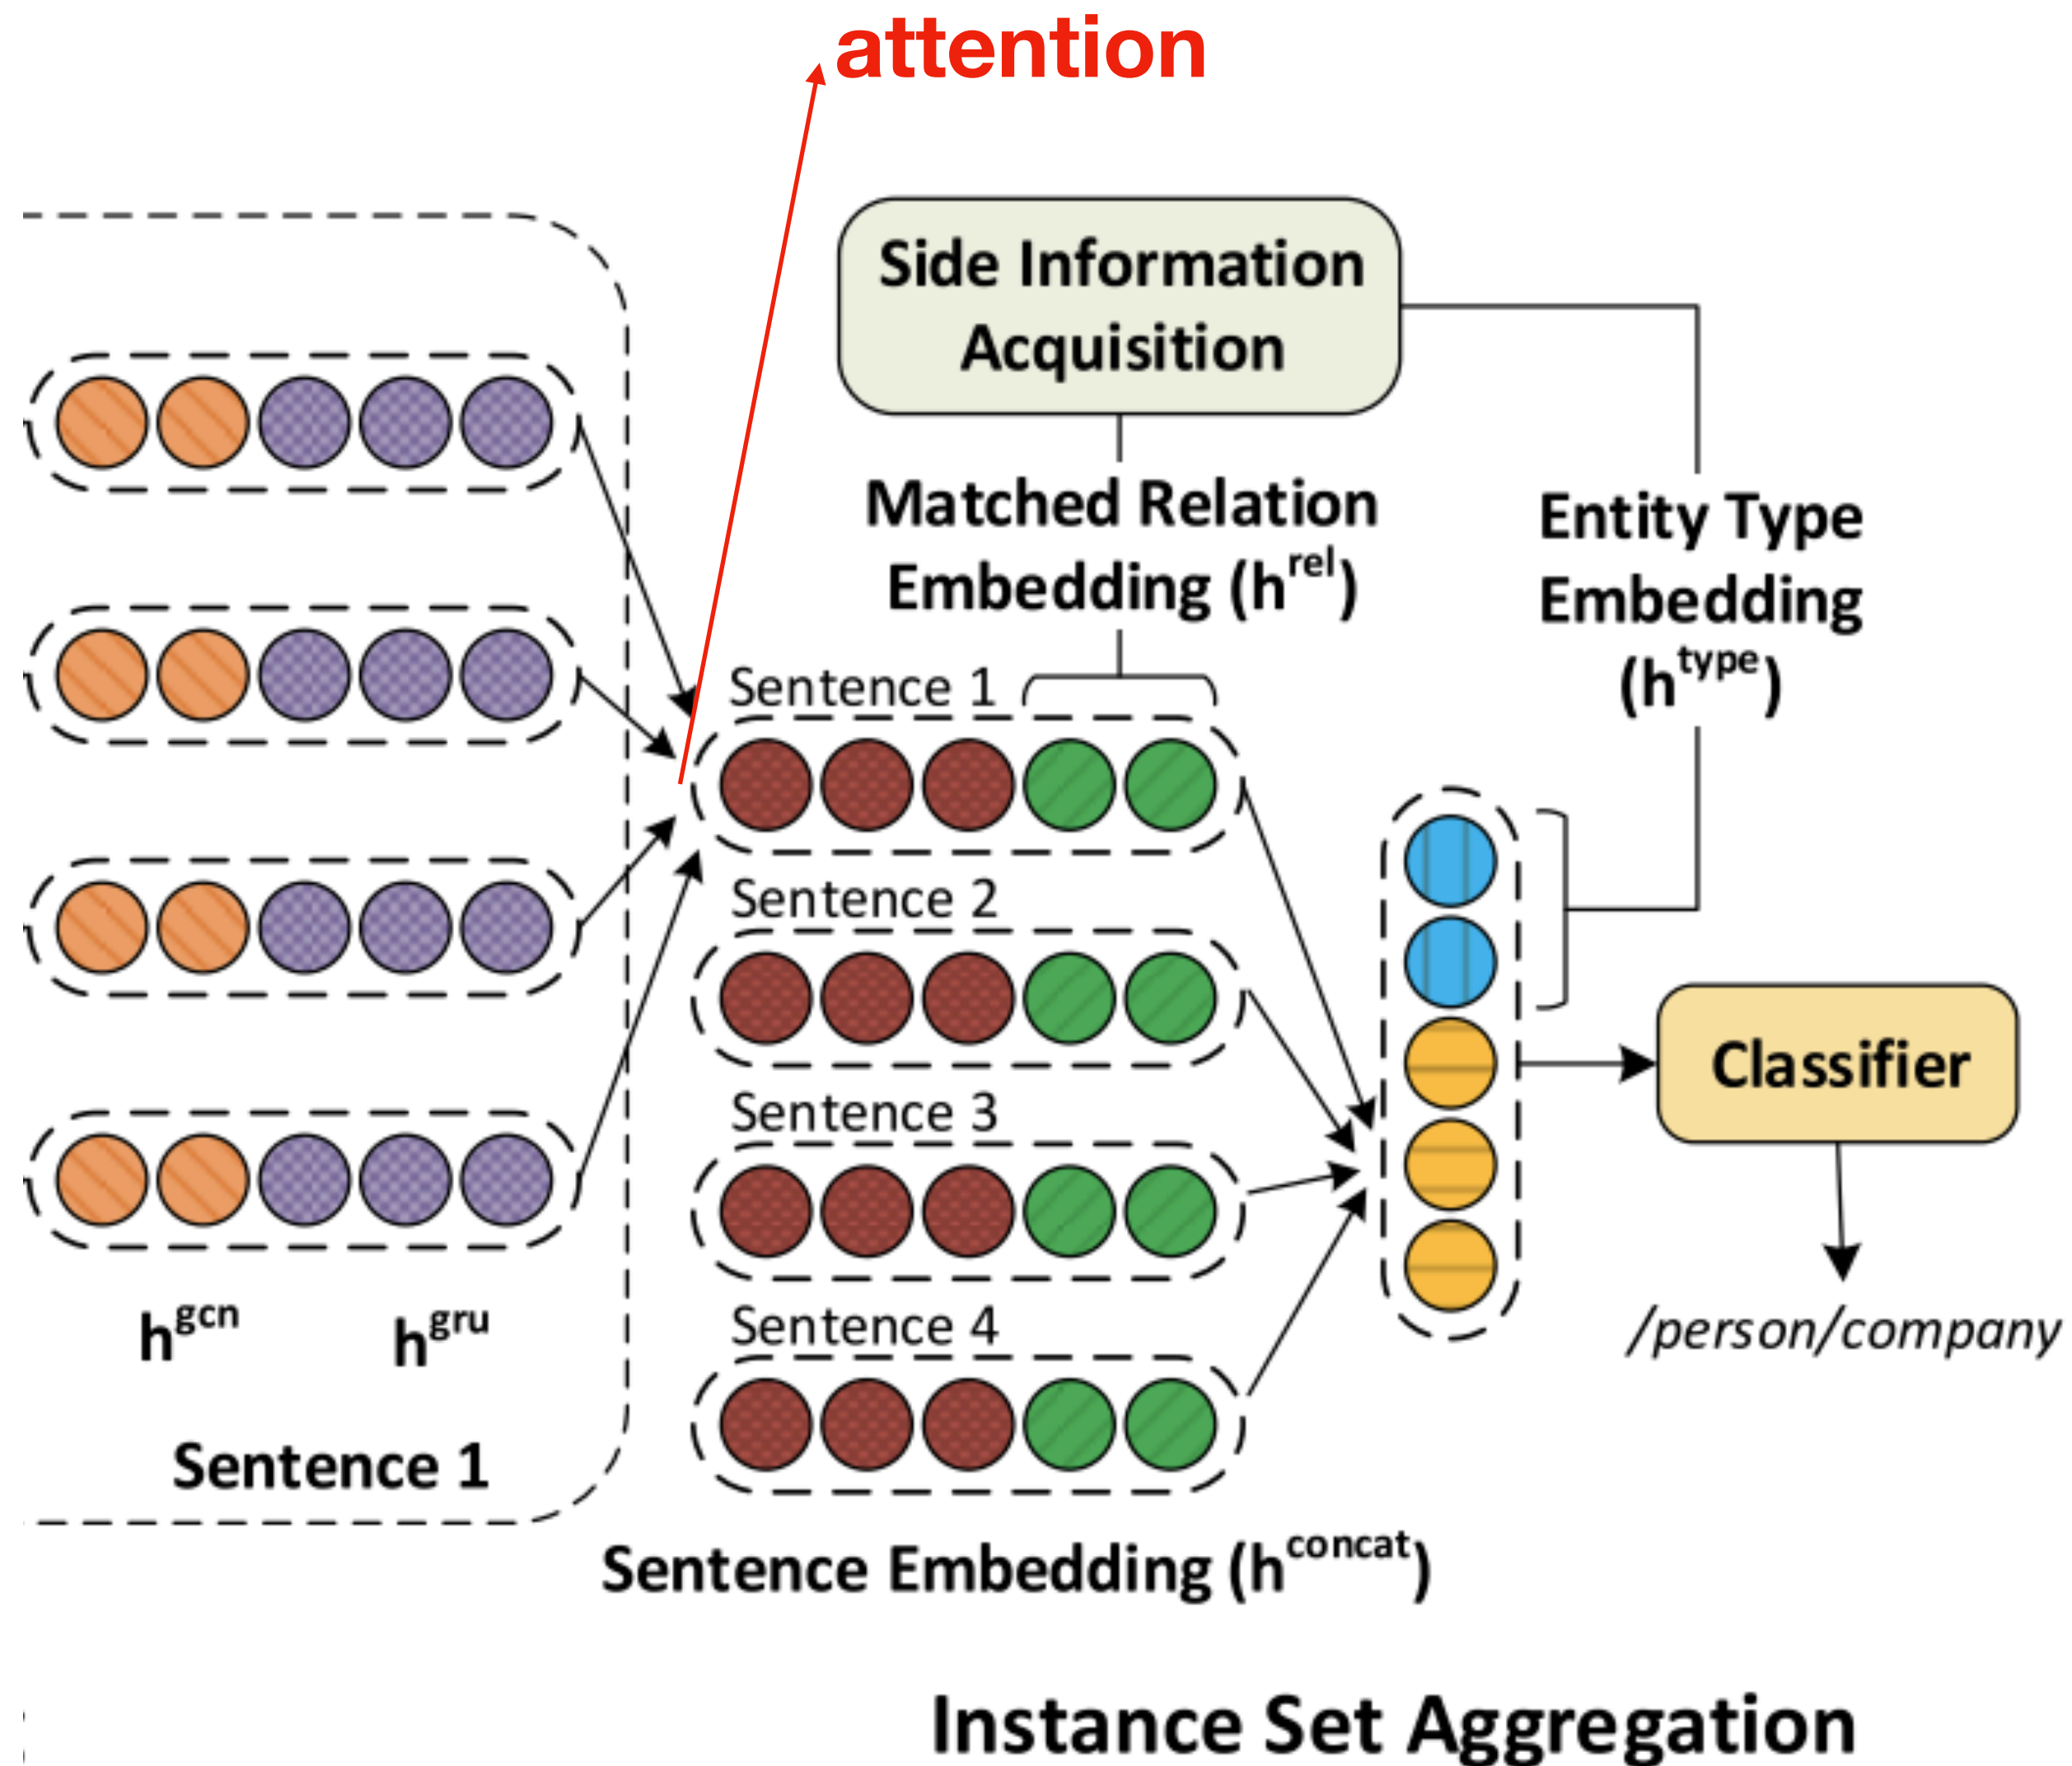 attention
Side Information
Acquisition
Matched Relation
Embedding (h^rel)
Entity Type
Embedding
(h^type)
Sentence 1
Sentence 2
Sentence 3
Sentence 4
Classifier
/person/company
h^gcn h^gru
Sentence 1
Sentence Embedding (h^concat)
Instance Set Aggregation